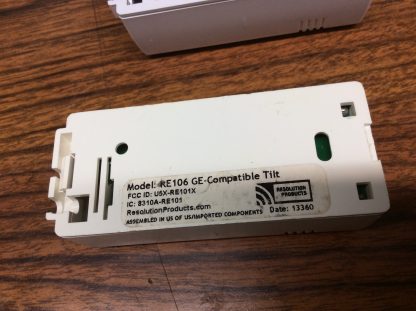 Model: RE106 GE-Compatible Tilt
FCC ID: U5X-RE101X
IC: 8310A-RE101
ResolutionProducts.com
ASSEMBLED IN US OF US/IMPORTED COMPONENTS
RESOLUTION
PRODUCTS
Date: 13360